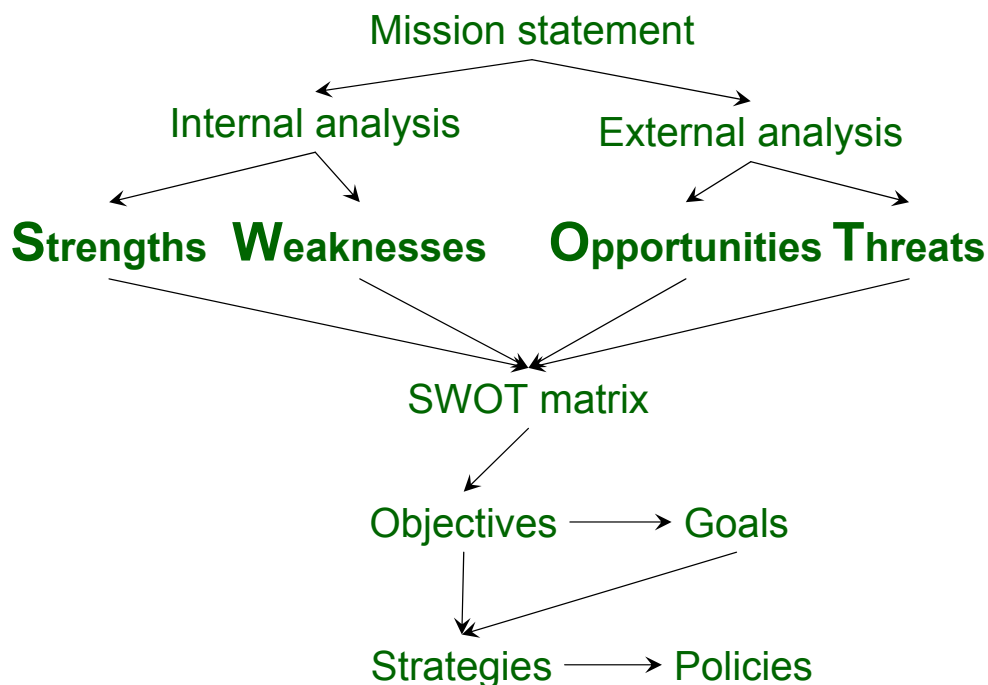 Mission statement
Internal analysis
External analysis
Strengths Weaknesses Opportunities Threats
SWOT matrix
Objectives Goals
Strategies Policies